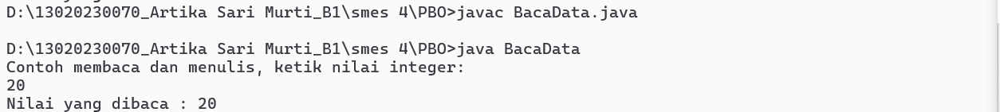 D:\13020230070_Artika Sari Murti_B1\smes 4\PBO>javac BacaData.java
D:\13020230070_Artika Sari Murti_B1\smes 4\PBO>java BacaData
Contoh membaca dan menulis, ketik nilai integer:
20
Nilai yang dibaca : 20